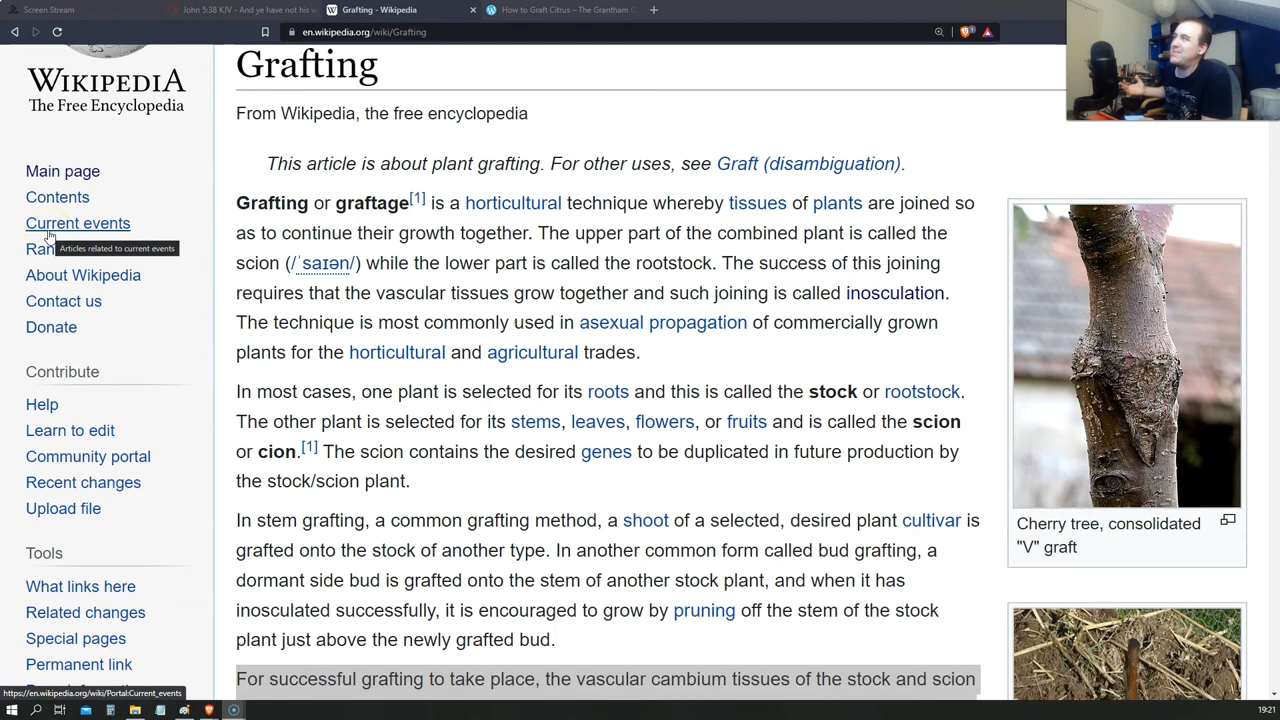 Screen Stream
John 5:38 KJV - And ye have not his w
Grafting - Wikipedia
How to Graft Citrus – The Grantham G
en.wikipedia.org/wiki/Grafting
WIKIPEDIA
The Free Encyclopedia
Main page
Contents
Current events
Ran
Articles related to current events
About Wikipedia
Contact us
Donate
Contribute
Help
Learn to edit
Community portal
Recent changes
Upload file
Tools
What links here
Related changes
Special pages
Permanent link
https://en.wikipedia.org/wiki/Portal:Current_events
Grafting
From Wikipedia, the free encyclopedia
This article is about plant grafting. For other uses, see Graft (disambiguation).
Grafting or graftage[1] is a horticultural technique whereby tissues of plants are joined so
as to continue their growth together. The upper part of the combined plant is called the
scion (/ˈsaɪən/) while the lower part is called the rootstock. The success of this joining
requires that the vascular tissues grow together and such joining is called inosculation.
The technique is most commonly used in asexual propagation of commercially grown
plants for the horticultural and agricultural trades.
In most cases, one plant is selected for its roots and this is called the stock or rootstock.
The other plant is selected for its stems, leaves, flowers, or fruits and is called the scion
or cion.[1] The scion contains the desired genes to be duplicated in future production by
the stock/scion plant.
In stem grafting, a common grafting method, a shoot of a selected, desired plant cultivar is
grafted onto the stock of another type. In another common form called bud grafting, a
dormant side bud is grafted onto the stem of another stock plant, and when it has
inosculated successfully, it is encouraged to grow by pruning off the stem of the stock
plant just above the newly grafted bud.
For successful grafting to take place, the vascular cambium tissues of the stock and scion
Cherry tree, consolidated
"V" graft
19:21